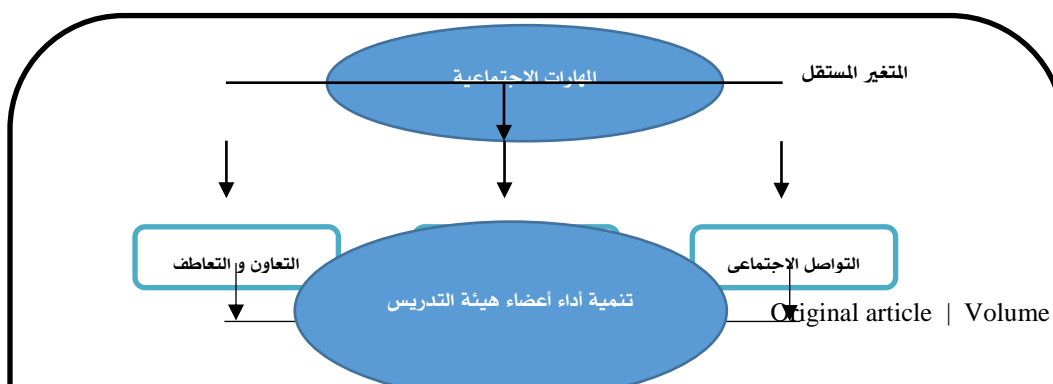 المتغير المستقل
المهارات الاجتماعية
التواصل الاجتماعى
التعاون و التعاطف
تنمية أداء أعضاء هيئة التدريس
Original article | Volume